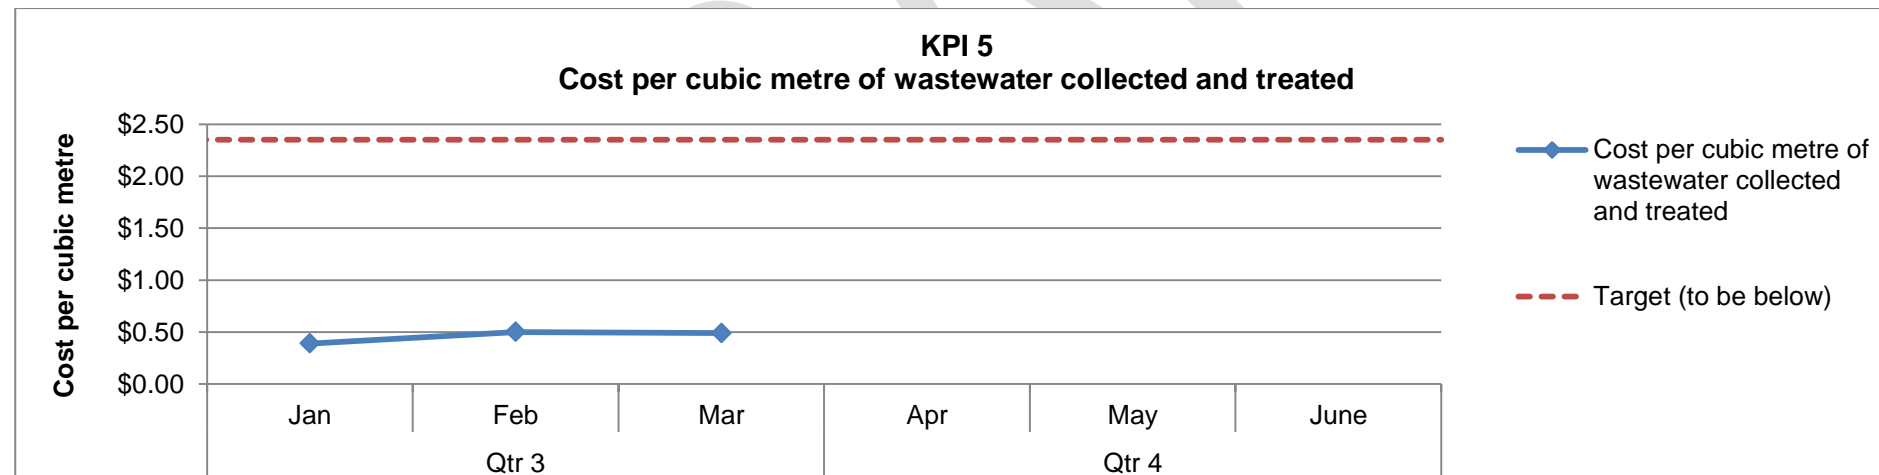 KPI 5
Cost per cubic metre of wastewater collected and treated
Cost per cubic metre
$2.50
$2.00
$1.50
$1.00
$0.50
$0.00
Jan
Feb
Mar
Apr
May
June
Qtr 3
Qtr 4
Cost per cubic metre of
wastewater collected
and treated
Target (to be below)